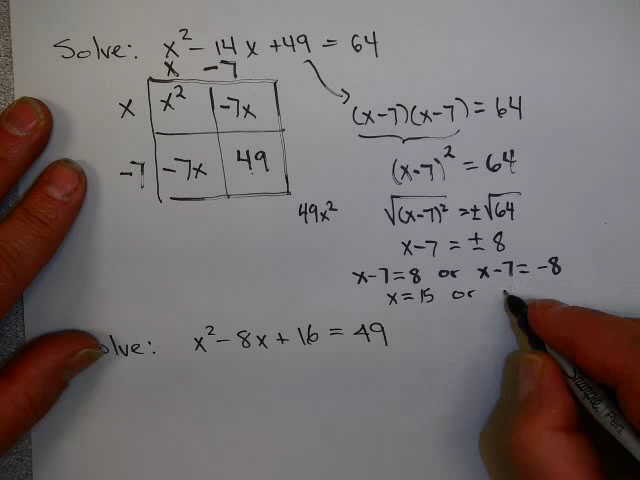 Solve: x² - 14x + 49 = 64
x -7
x x² -7x
-7 -7x 49
49x²
(x-7)(x-7) = 64
(x-7)² = 64
√(x-7)² = ±√64
x-7 = ± 8
x-7=8 or x-7=-8
x=15 or
olve: x² - 8x + 16 = 49
Sharpie PEN